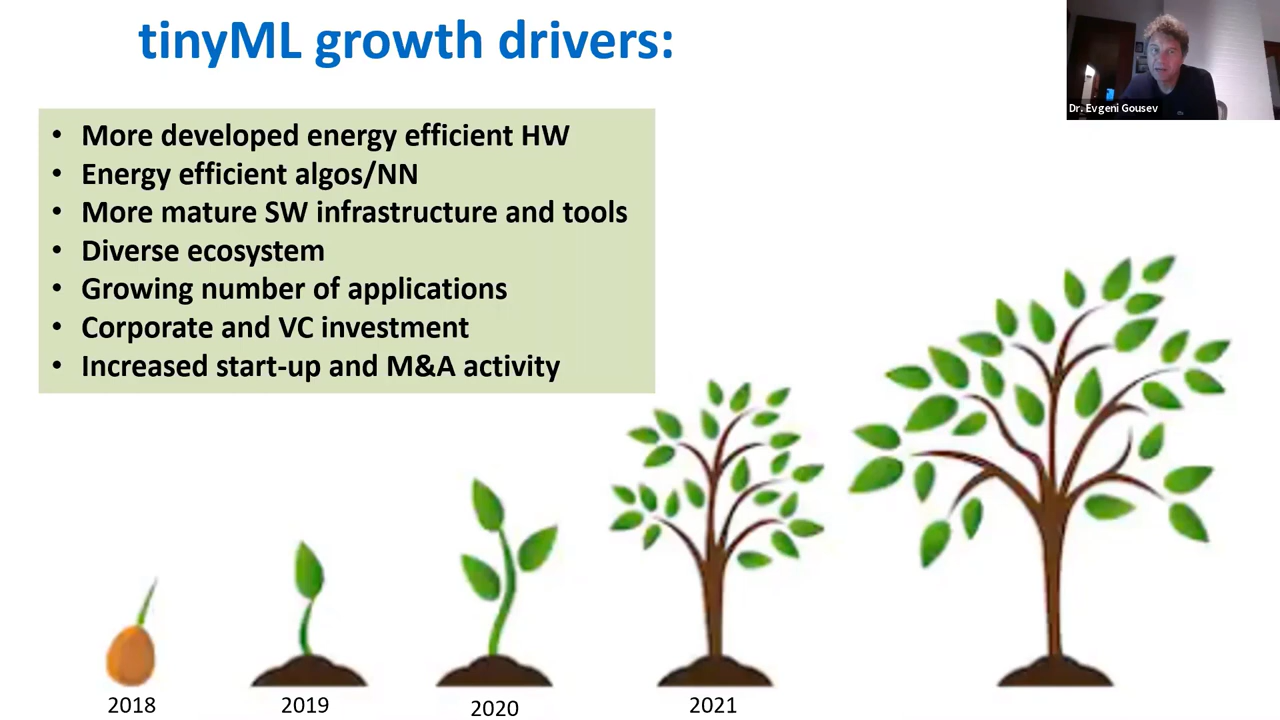 tinyML growth drivers:
Dr. Evgeni Gousev
• More developed energy efficient HW
• Energy efficient algos/NN
• More mature SW infrastructure and tools
• Diverse ecosystem
• Growing number of applications
• Corporate and VC investment
• Increased start-up and M&A activity
2018 2019 2020 2021